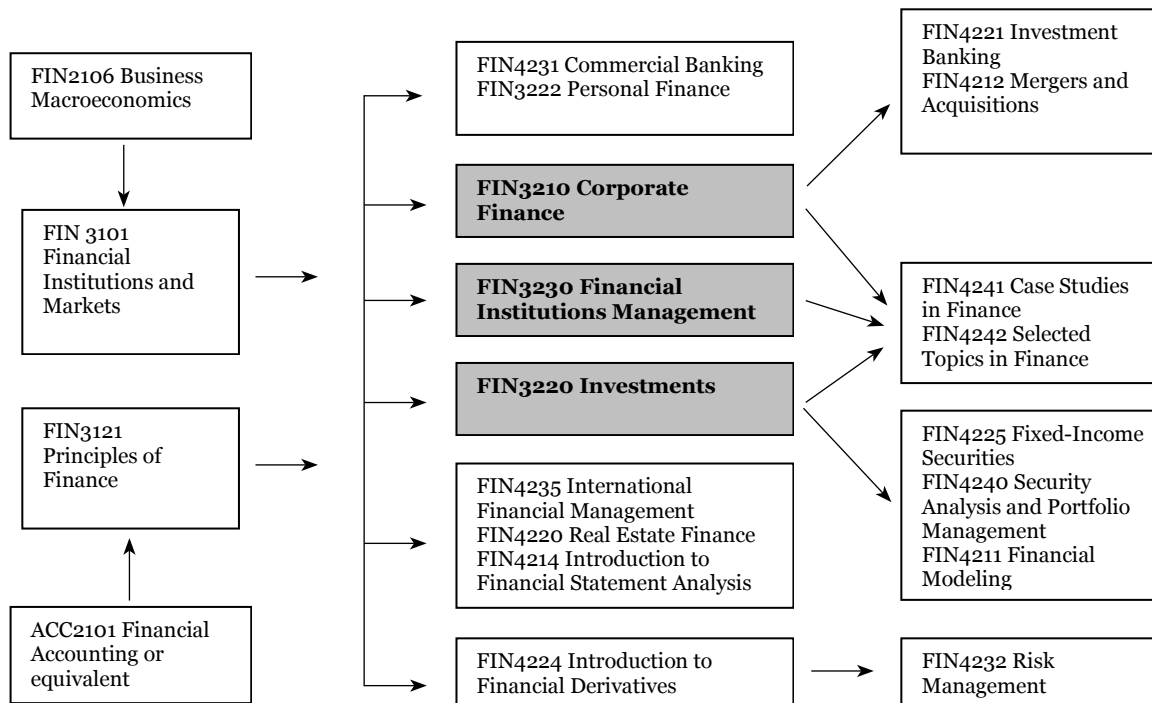 FIN2106 Business
Macroeconomics
FIN 3101
Financial
Institutions and
Markets
FIN3121
Principles of
Finance
ACC2101 Financial
Accounting or
equivalent
FIN4231 Commercial Banking
FIN3222 Personal Finance
FIN3210 Corporate
Finance
FIN3230 Financial
Institutions Management
FIN3220 Investments
FIN4235 International
Financial Management
FIN4220 Real Estate Finance
FIN4214 Introduction to
Financial Statement Analysis
FIN4224 Introduction to
Financial Derivatives
FIN4221 Investment
Banking
FIN4212 Mergers and
Acquisitions
FIN4241 Case Studies
in Finance
FIN4242 Selected
Topics in Finance
FIN4225 Fixed-Income
Securities
FIN4240 Security
Analysis and Portfolio
Management
FIN4211 Financial
Modeling
FIN4232 Risk
Management